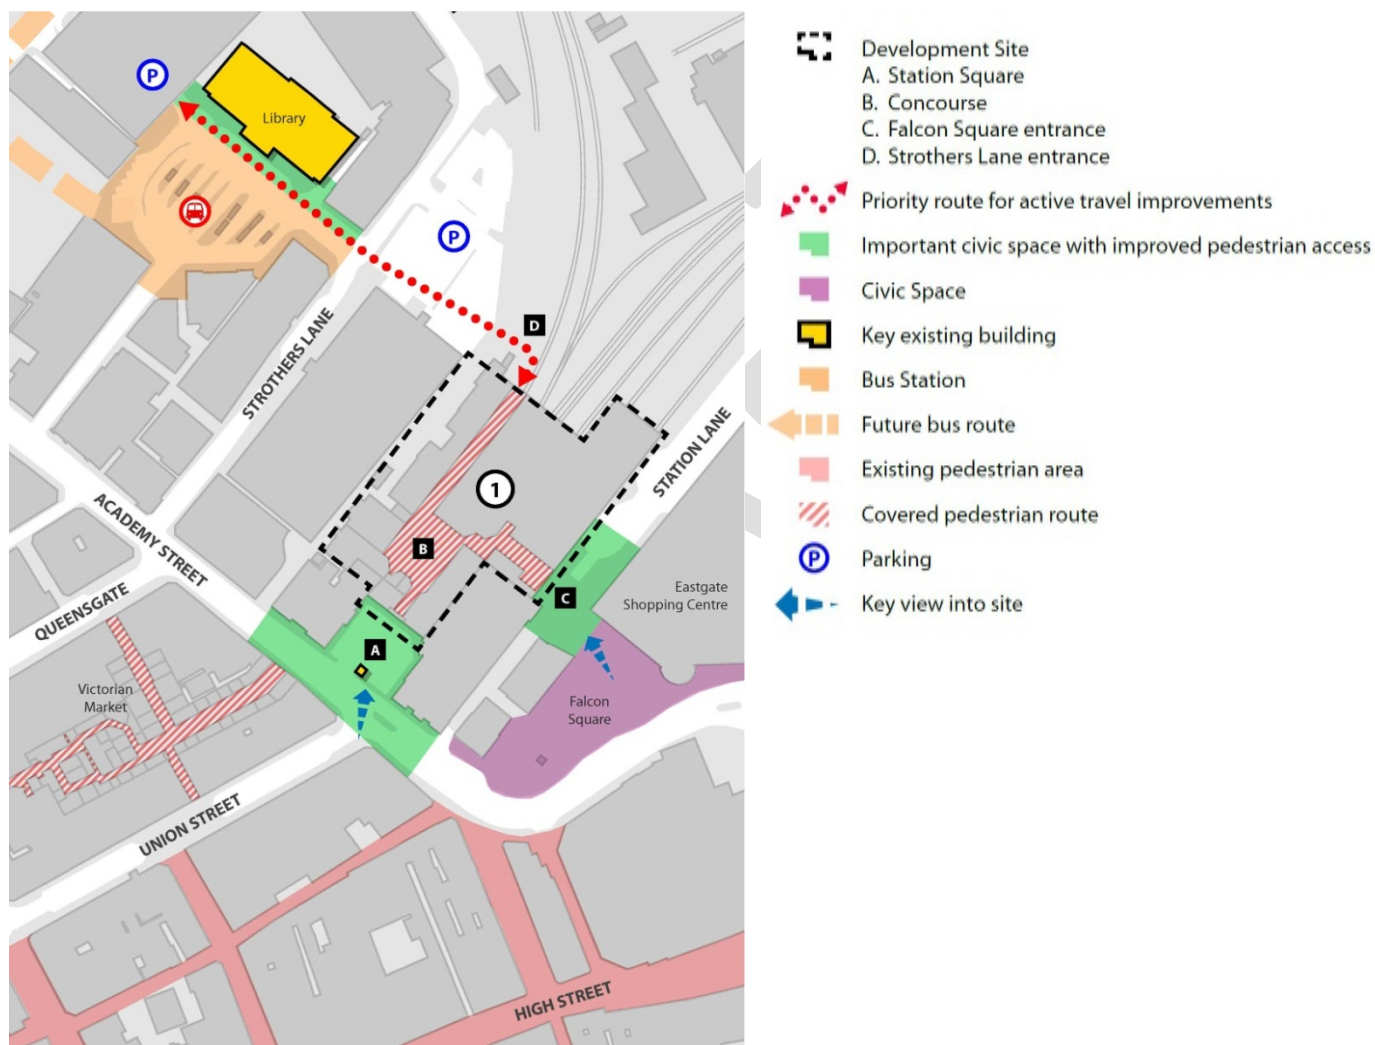 P
Library
P
D
STROTHERS LANE
STATION LANE
1
ACADEMY STREET
B
QUEENSGATE
C
Eastgate
Shopping Centre
A
Victorian
Market
Falcon
Square
UNION STREET
HIGH STREET
Development Site
A. Station Square
B. Concourse
C. Falcon Square entrance
D. Strothers Lane entrance
Priority route for active travel improvements
Important civic space with improved pedestrian access
Civic Space
Key existing building
Bus Station
Future bus route
Existing pedestrian area
Covered pedestrian route
P Parking
Key view into site